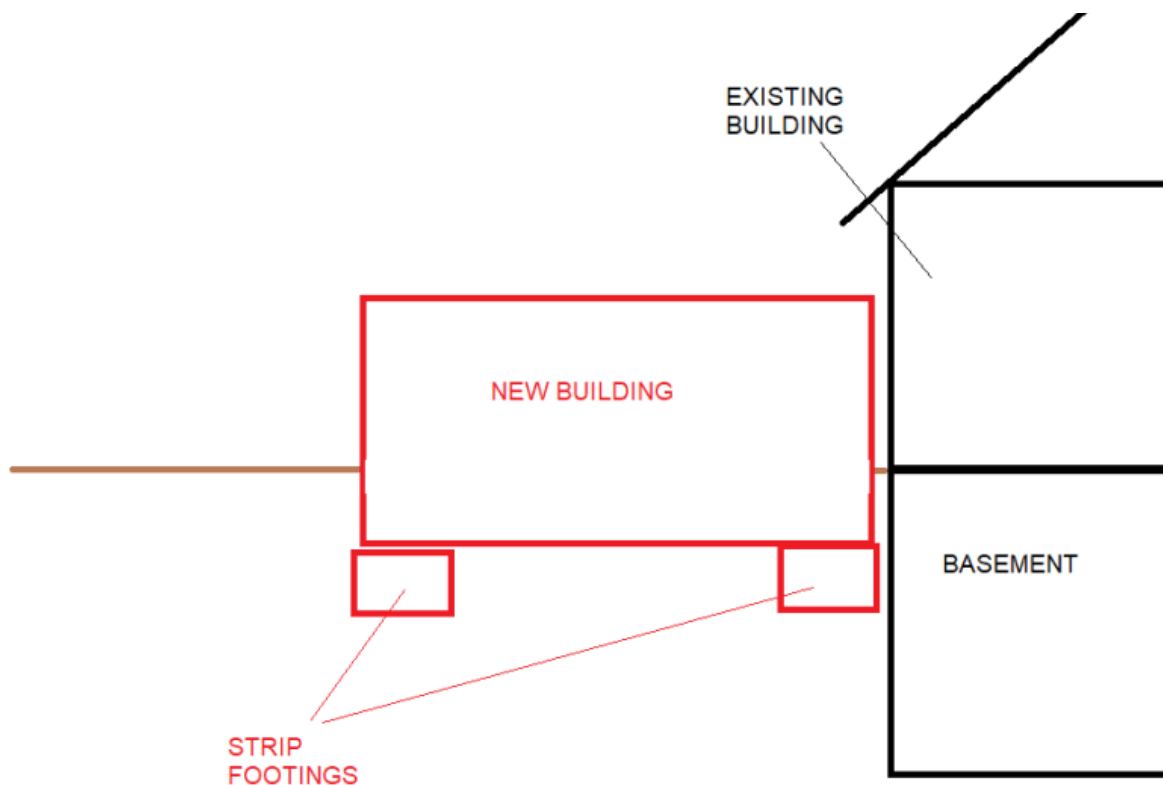 EXISTING
BUILDING
NEW BUILDING
BASEMENT
STRIP
FOOTINGS